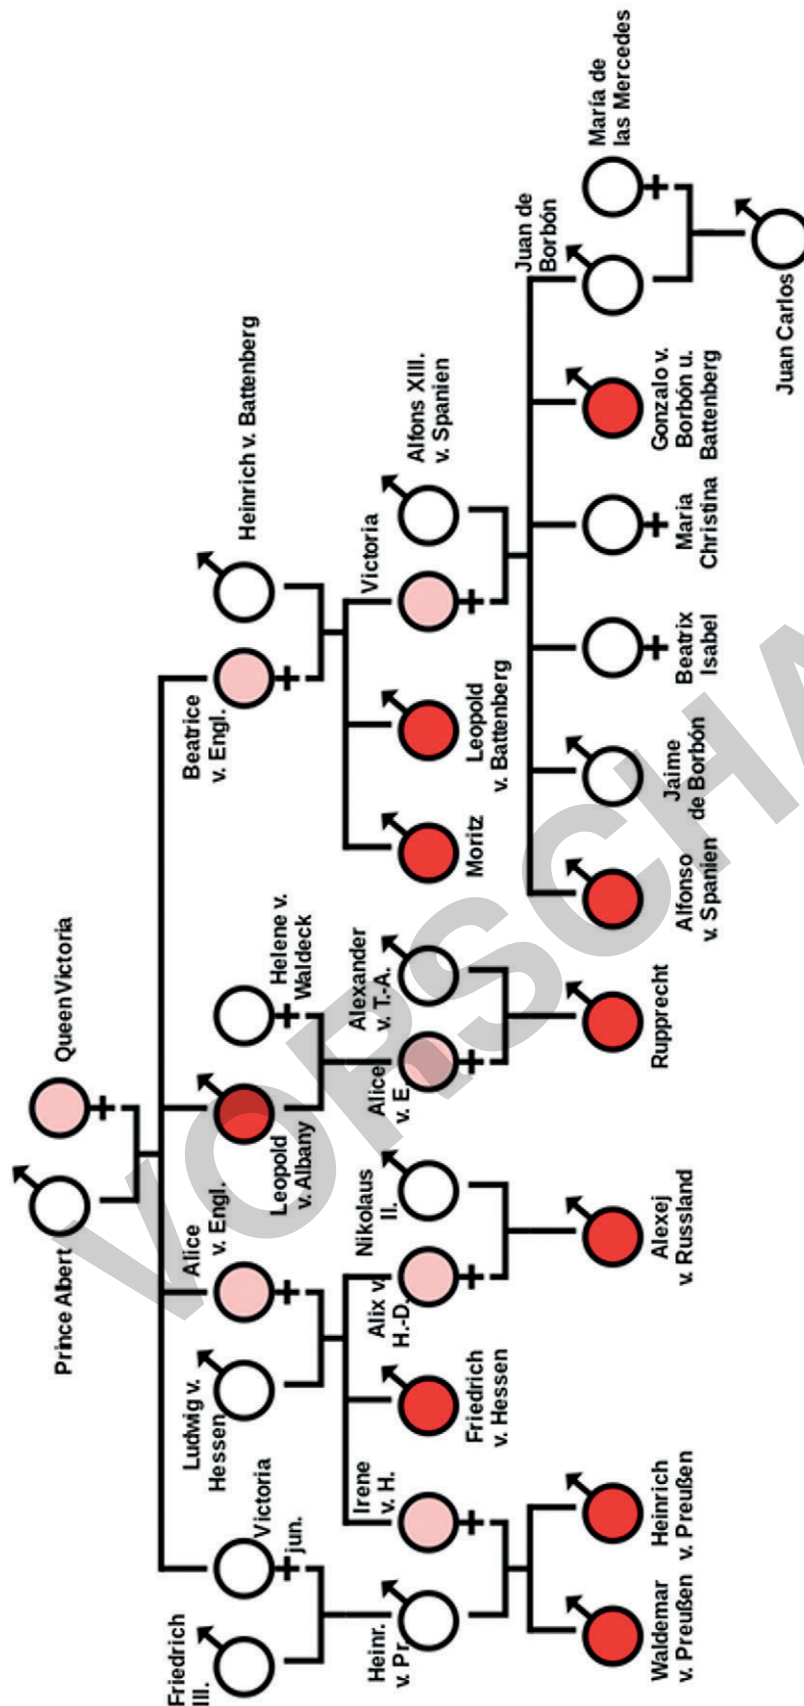 Prince Albert
Queen Victoria
Friedrich
III.
Victoria
jun.
Ludwig v.
Hessen
Alice
v. Engl.
Leopold
v. Albany
Helene v.
Waldeck
Beatrice
v. Engl.
Heinrich v. Battenberg
Heinr.
v. Pr.
Irene
v. H.
Friedrich
v. Hessen
Alix v.
H.-D.
Nikolaus
II.
Alice
v. E.
Alexander
v. T.-A.
Moritz
Leopold
v. Battenberg
Victoria
Alfons XIII.
v. Spanien
Waldemar
v. Preußen
Heinrich
v. Preußen
Alexej
v. Russland
Rupprecht
Alfonso
v. Spanien
Jaime
de Borbón
Beatrix
Isabel
Maria
Christina
Gonzalo v.
Borbón u.
Battenberg
Juan de
Borbón
María de
las Mercedes
Juan Carlos
VORSCHA